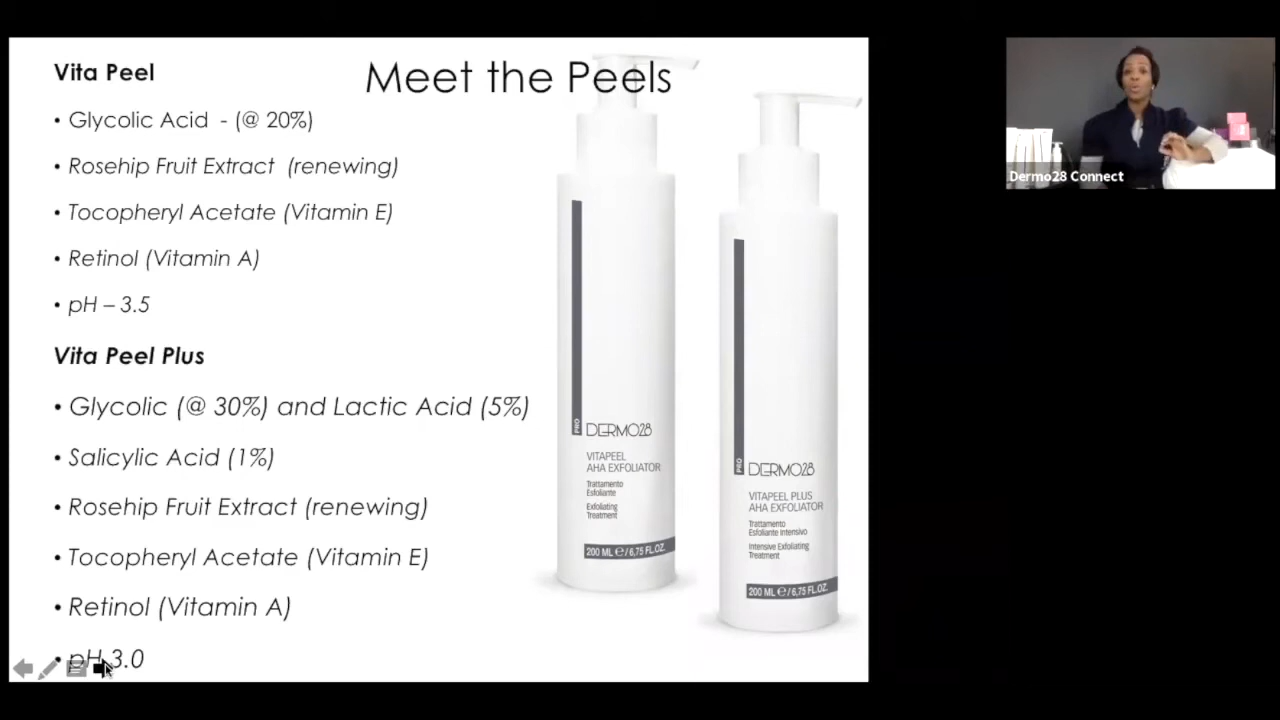 Meet the Peels
Vita Peel
• Glycolic Acid - (@ 20%)
• Rosehip Fruit Extract (renewing)
• Tocopheryl Acetate (Vitamin E)
• Retinol (Vitamin A)
• pH – 3.5
Vita Peel Plus
• Glycolic (@ 30%) and Lactic Acid (5%)
• Salicylic Acid (1%)
• Rosehip Fruit Extract (renewing)
• Tocopheryl Acetate (Vitamin E)
• Retinol (Vitamin A)
• pH 3.0
PRO
DERMO28
VITAPEEL
AHA EXFOLIATOR
Trattamento
Esfoliante
Exfoliating
Treatment
200 ML ℮ / 6,75 FL.OZ.
PRO
DERMO28
VITAPEEL PLUS
AHA EXFOLIATOR
Trattamento
Esfoliante Intensivo
Intensive Exfoliating
Treatment
200 ML ℮ / 6,75 FL.OZ.
Dermo28 Connect